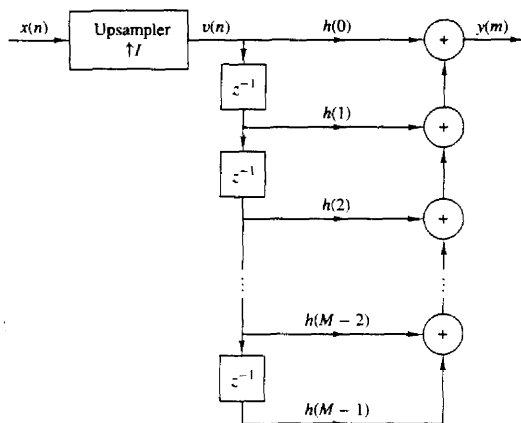 x(n)
Upsampler
↑I
v(n)
h(0)
+
y(m)
z⁻¹
h(1)
+
z⁻¹
h(2)
+
⋮
⋮
⋮
h(M − 2)
+
z⁻¹
h(M − 1)